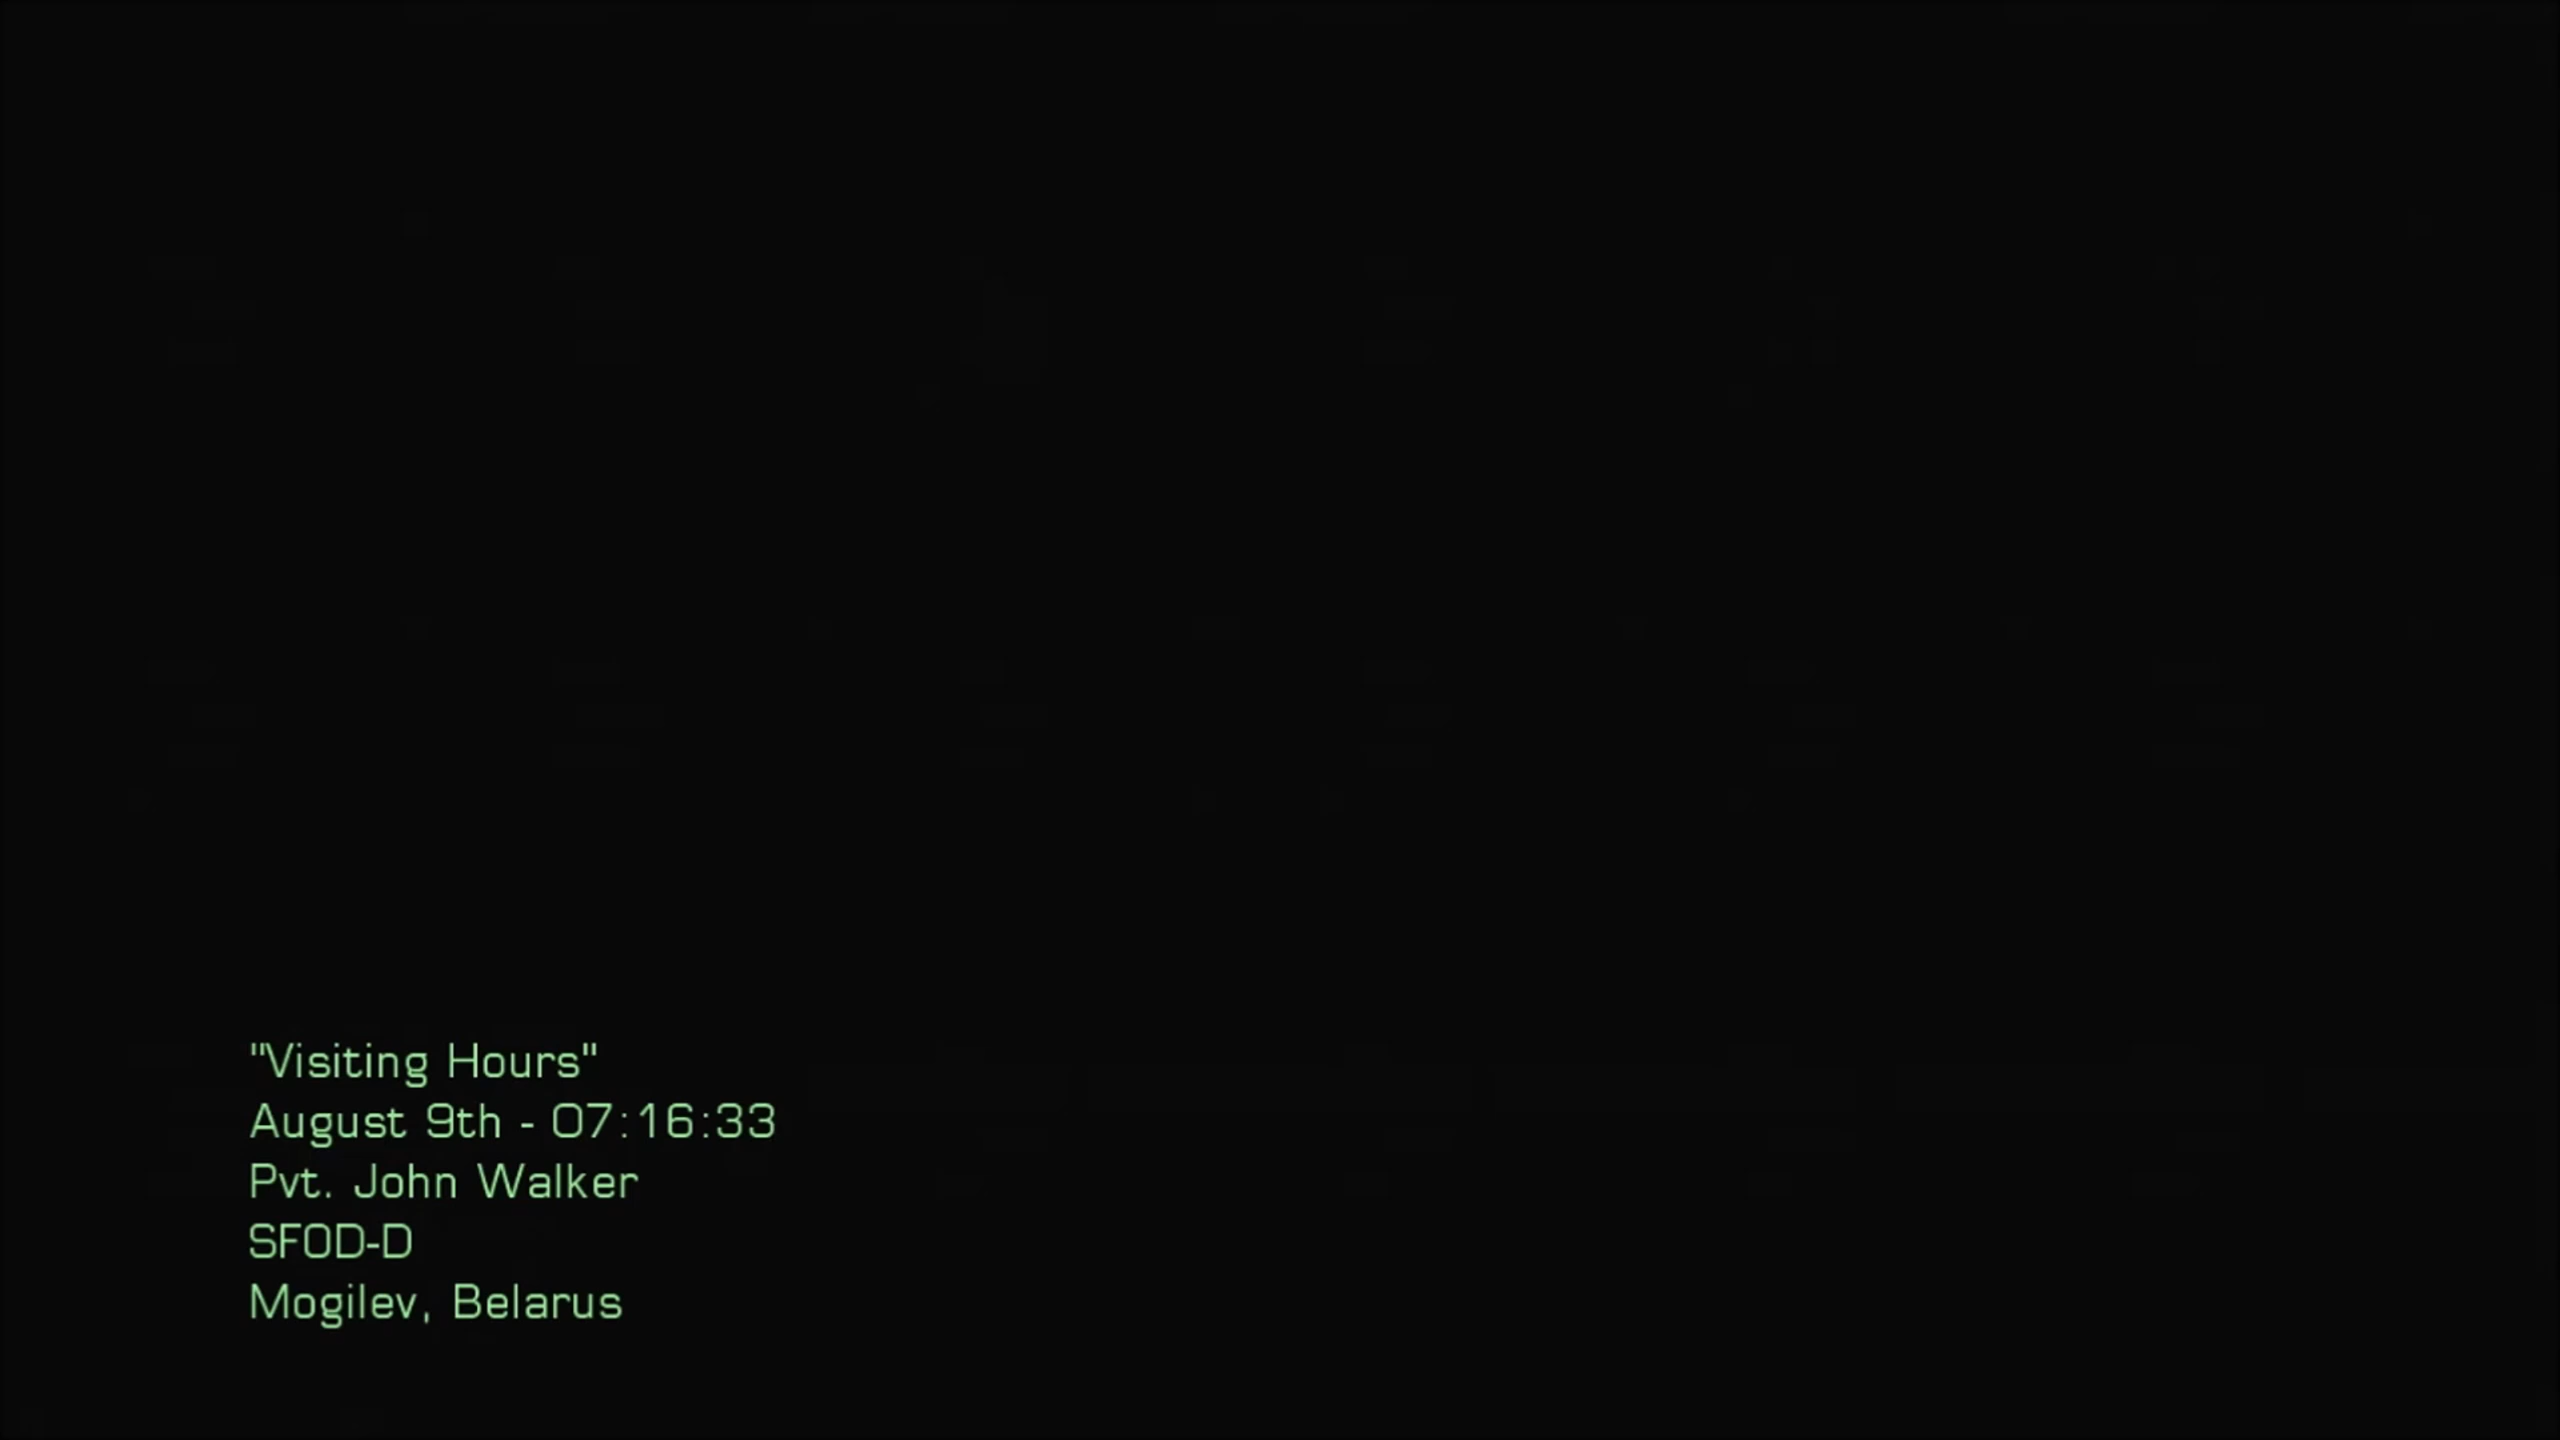 "Visiting Hours"
August 9th - 07:16:33
Pvt. John Walker
SFOD-D
Mogilev, Belarus